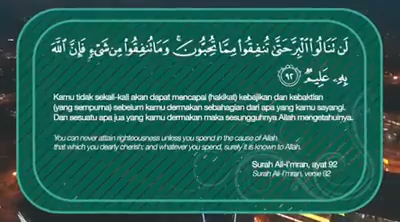 لَن تَنَالُوا۟ ٱلْبِرَّ حَتَّىٰ تُنفِقُوا۟ مِمَّا تُحِبُّونَ ۚ وَمَا تُنفِقُوا۟ مِن شَىْءٍ فَإِنَّ ٱللَّهَ
بِهِۦ عَلِيمٌ ﴿٩٢﴾
Kamu tidak sekali-kali akan dapat mencapai (hakikat) kebajikan dan kebaktian
(yang sempurna) sebelum kamu dermakan sebahagian dari apa yang kamu sayangi.
Dan sesuatu apa jua yang kamu dermakan maka sesungguhnya Allah mengetahuinya.
You can never attain righteousness unless you spend in the cause of Allah
that which you dearly cherish; and whatever you spend, surely it is known to Allah.
Surah Ali-i'mran, ayat 92
Surah Ali-i'mran, verse 92